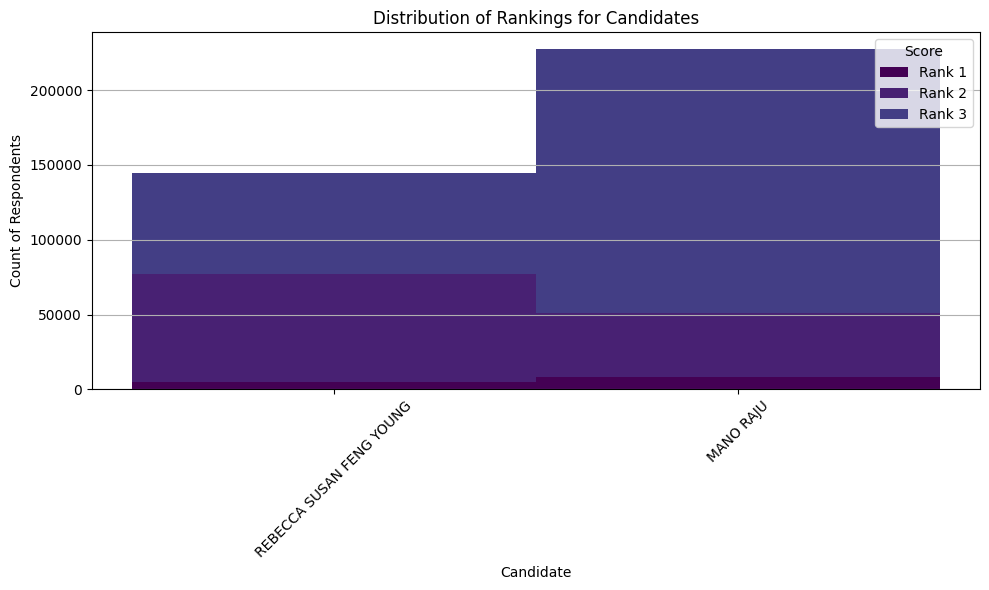 Distribution of Rankings for Candidates
Score
Rank 1
Rank 2
Rank 3
Count of Respondents
200000
150000
100000
50000
0
REBECCA SUSAN FENG YOUNG
MANO RAJU
Candidate